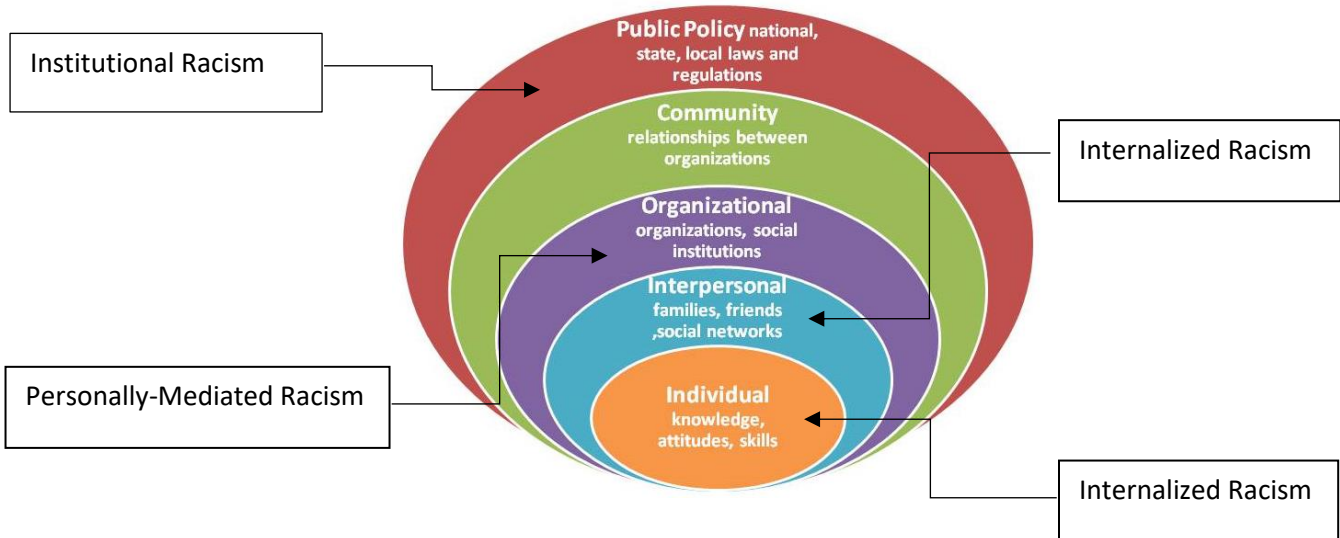 Public Policy national,
state, local laws and
regulations
Institutional Racism
Community
relationships between
organizations
Internalized Racism
Organizational
organizations, social
institutions
Interpersonal
families, friends
,social networks
Personally-Mediated Racism
Individual
knowledge,
attitudes, skills
Internalized Racism